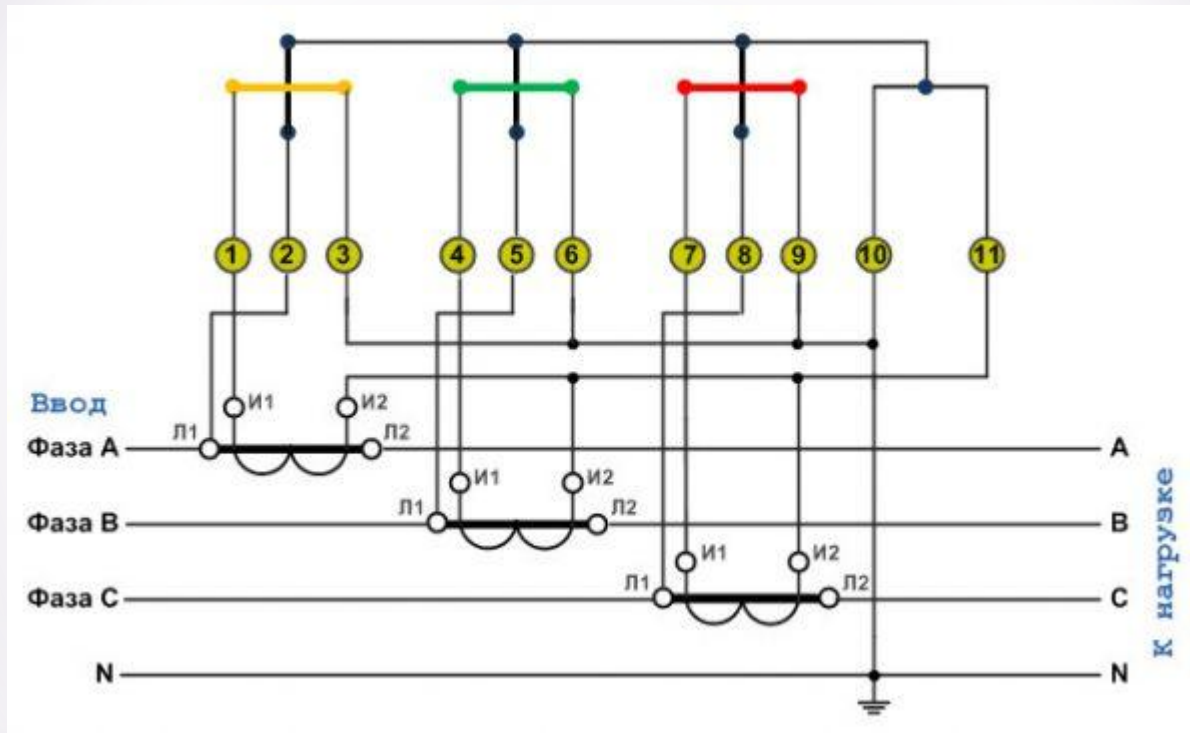 1 2 3 4 5 6 7 8 9 10 11
Ввод
И1 И2
Л1 Л2
Фаза А А
И1 И2
Л1 Л2
Фаза В В
И1 И2
Л1 Л2
Фаза С С
N N
К нагрузке